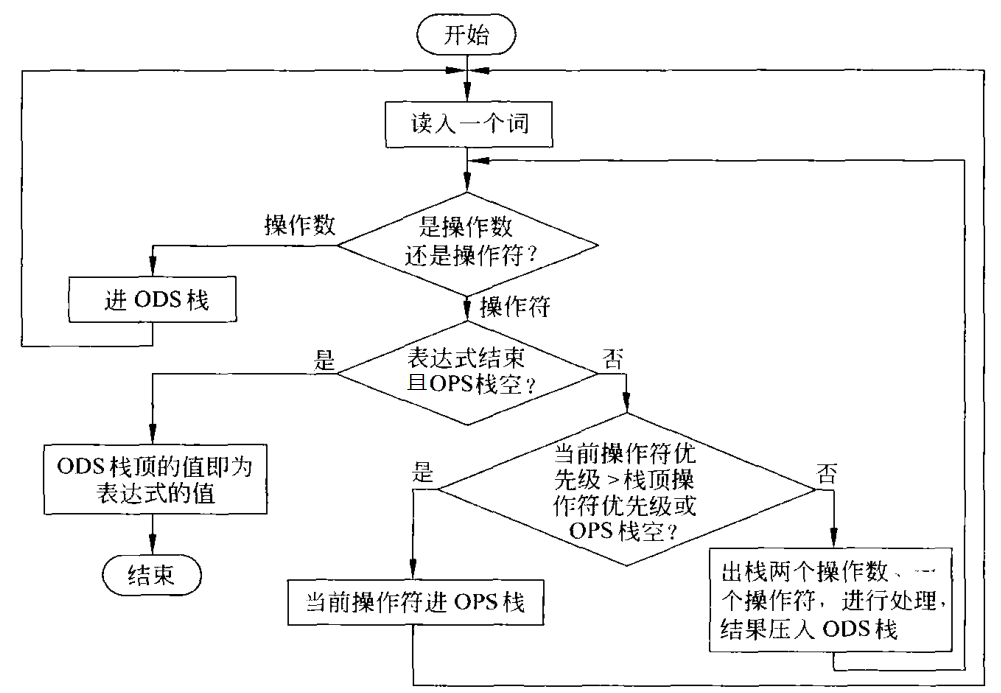 开始
读入一个词
操作数
是操作数
还是操作符?
进 ODS 栈
操作符
是
表达式结束
且OPS栈空?
否
ODS 栈顶的值即为
表达式的值
是
当前操作符优
先级>栈顶操
作符优先级或
OPS 栈空?
否
结束
当前操作符进 OPS 栈
出栈两个操作数、一
个操作符，进行处理，
结果压入 ODS 栈